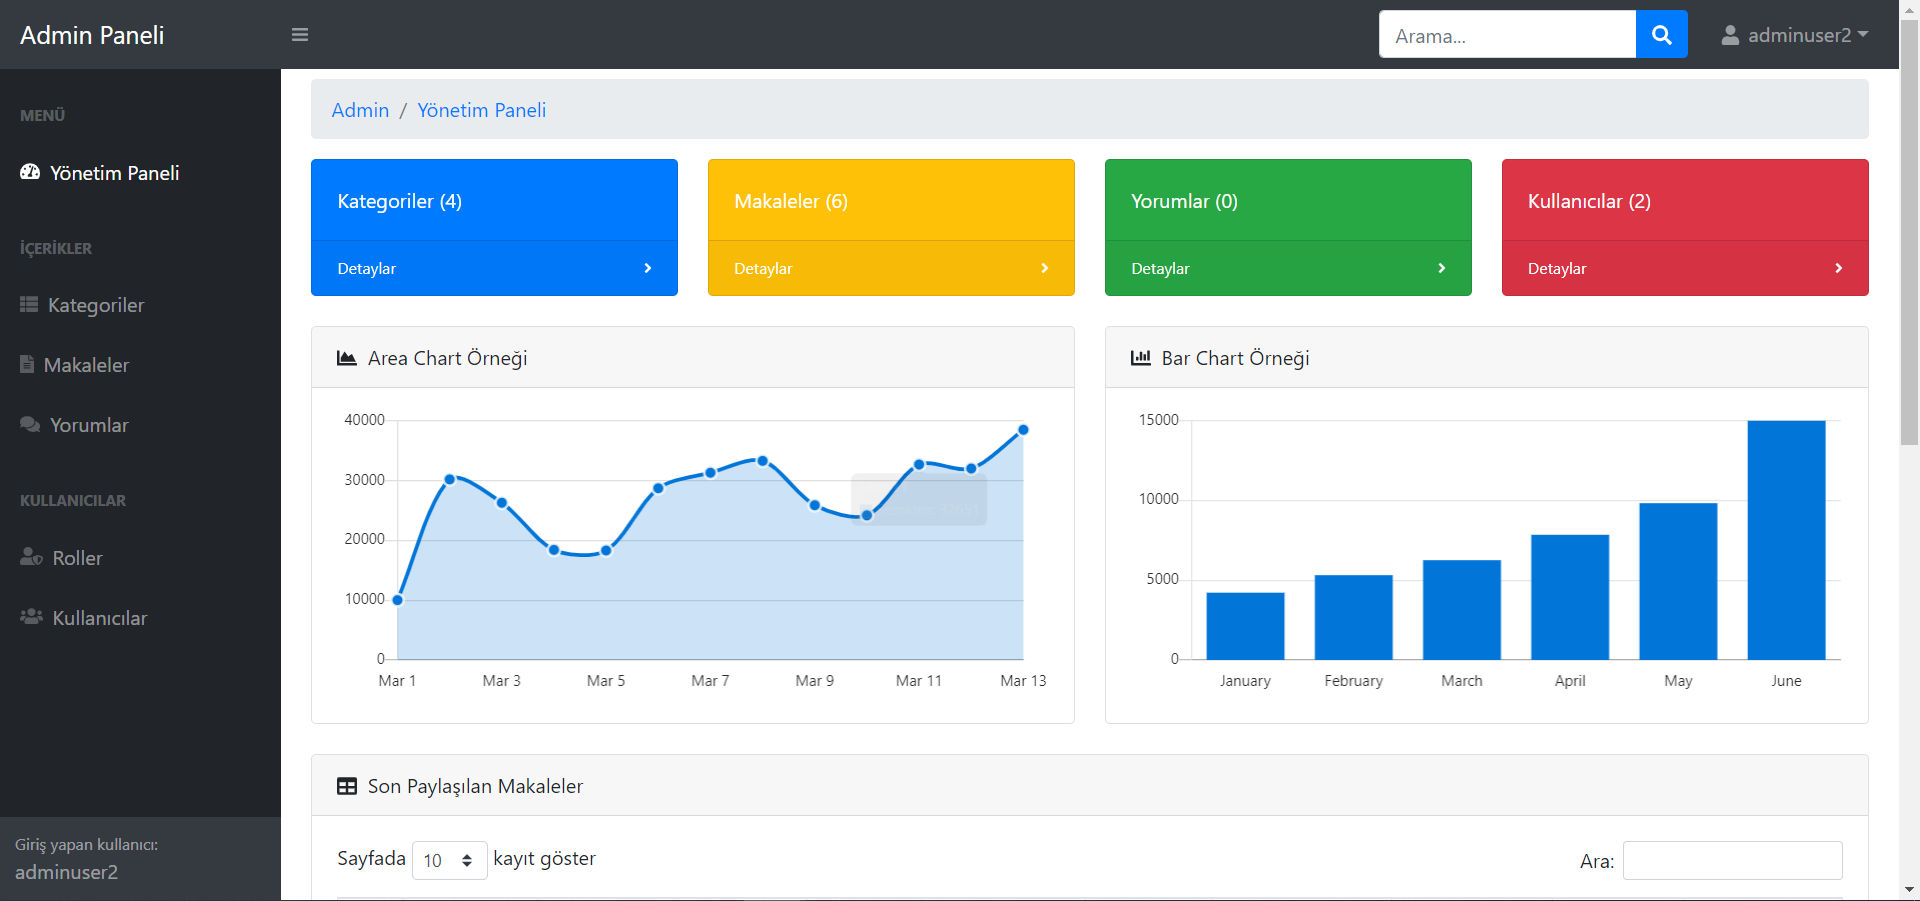 Admin Paneli
Arama...
adminuser2
MENÜ
Yönetim Paneli
İÇERİKLER
Kategoriler
Makaleler
Yorumlar
KULLANICILAR
Roller
Kullanıcılar
Giriş yapan kullanıcı:
adminuser2
Admin / Yönetim Paneli
Kategoriler (4)
Detaylar
Makaleler (6)
Detaylar
Yorumlar (0)
Detaylar
Kullanıcılar (2)
Detaylar
Area Chart Örneği
40000
30000
20000
10000
0
Mar 1 Mar 3 Mar 5 Mar 7 Mar 9 Mar 11 Mar 13
Bar Chart Örneği
15000
10000
5000
0
January February March April May June
Son Paylaşılan Makaleler
Sayfada 10 kayıt göster
Ara: